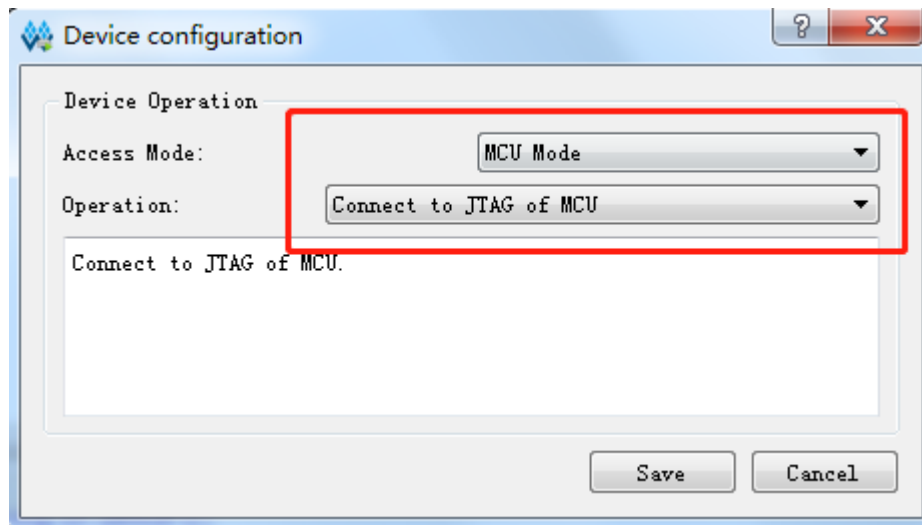 Device configuration
Device Operation
Access Mode: MCU Mode
Operation: Connect to JTAG of MCU
Connect to JTAG of MCU.
Save Cancel